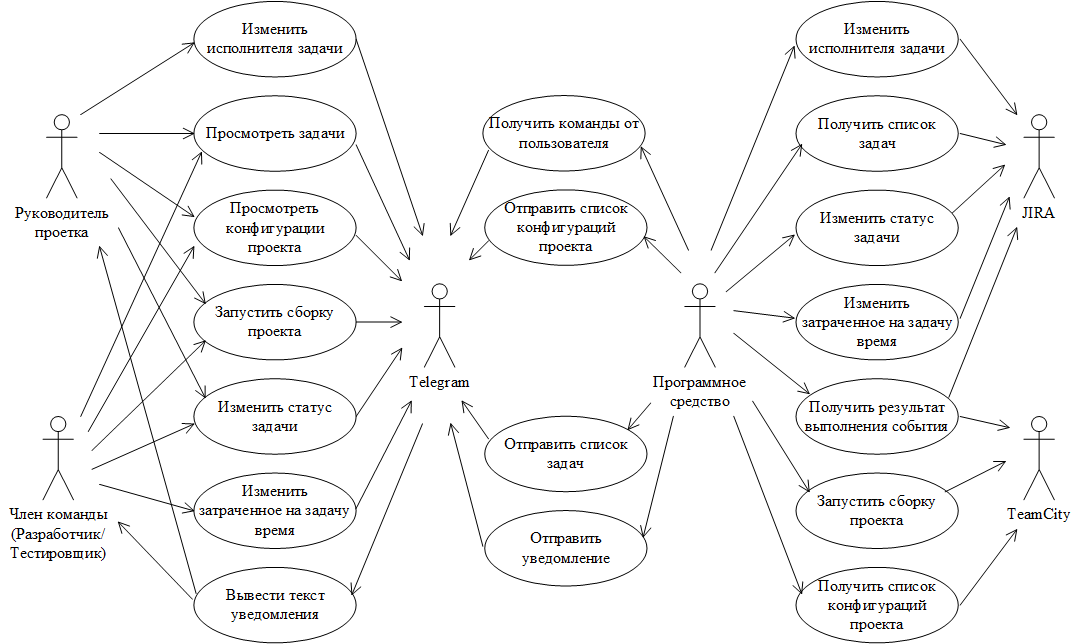 Изменить
исполнителя задачи
Просмотреть задачи
Руководитель
проетка
Просмотреть
конфигурации
проекта
Запустить сборку
проекта
Изменить статус
задачи
Член команды
(Разработчик/
Тестировщик)
Изменить
затраченное на задачу
время
Вывести текст
уведомления
Получить команды от
пользователя
Отправить список
конфигураций
проекта
Telegram
Программное
средство
Отправить список
задач
Отправить
уведомление
Изменить
исполнителя задачи
Получить список
задач
JIRA
Изменить статус
задачи
Изменить
затраченное на задачу
время
Получить результат
выполнения события
Запустить сборку
проекта
TeamCity
Получить список
конфигураций
проекта